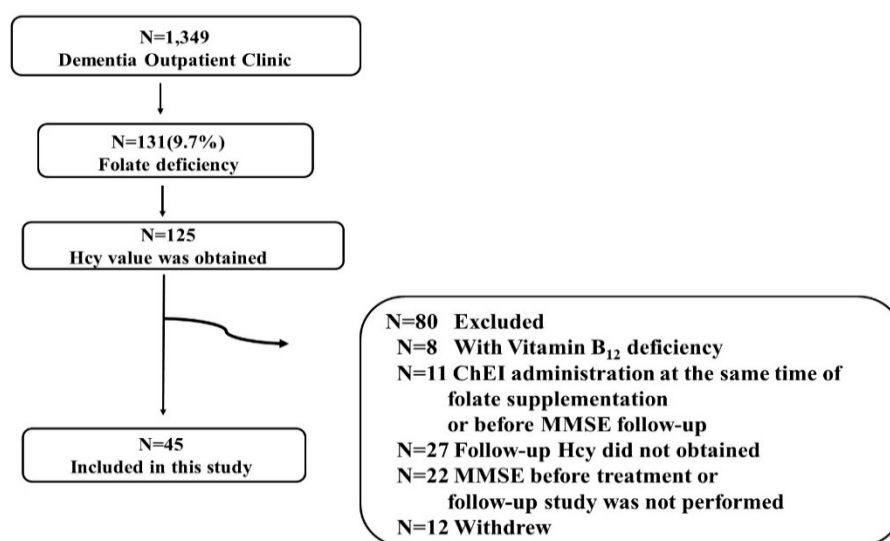 N=1,349
Dementia Outpatient Clinic
N=131(9.7%)
Folate deficiency
N=125
Hcy value was obtained
N=80 Excluded
N=8 With Vitamin B₁₂ deficiency
N=11 ChEI administration at the same time of
folate supplementation
or before MMSE follow-up
N=27 Follow-up Hcy did not obtained
N=22 MMSE before treatment or
follow-up study was not performed
N=12 Withdrew
N=45
Included in this study